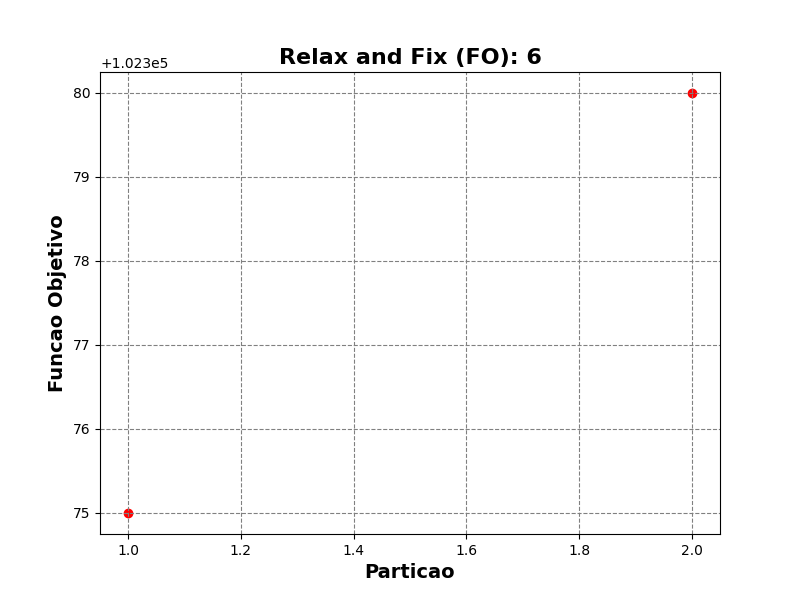 Relax and Fix (FO): 6
+1.023e5
80
79
78
77
76
75
Funcao Objetivo
1.0 1.2 1.4 1.6 1.8 2.0
Particao